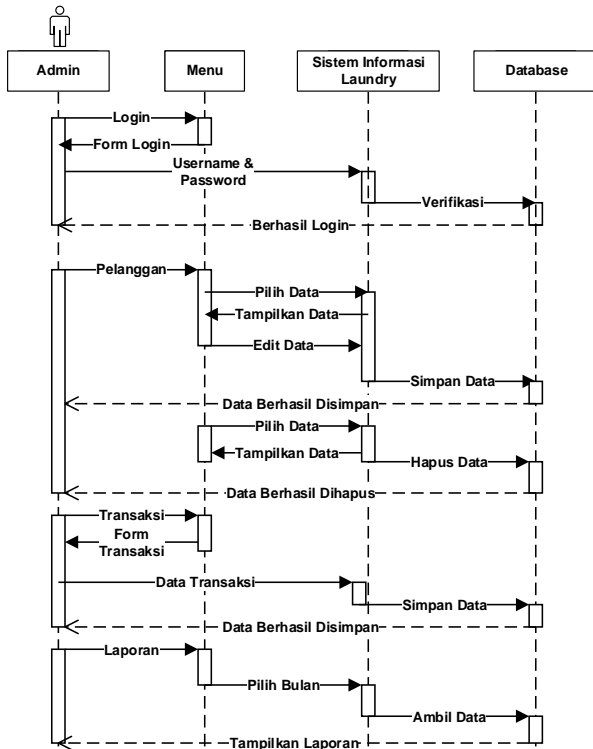 Admin
Menu
Sistem Informasi
Laundry
Database
Login
Form Login
Username &
Password
Verifikasi
Berhasil Login
Pelanggan
Pilih Data
Tampilkan Data
Edit Data
Simpan Data
Data Berhasil Disimpan
Pilih Data
Tampilkan Data
Hapus Data
Data Berhasil Dihapus
Transaksi
Form
Transaksi
Data Transaksi
Simpan Data
Data Berhasil Disimpan
Laporan
Pilih Bulan
Ambil Data
Tampilkan Laporan